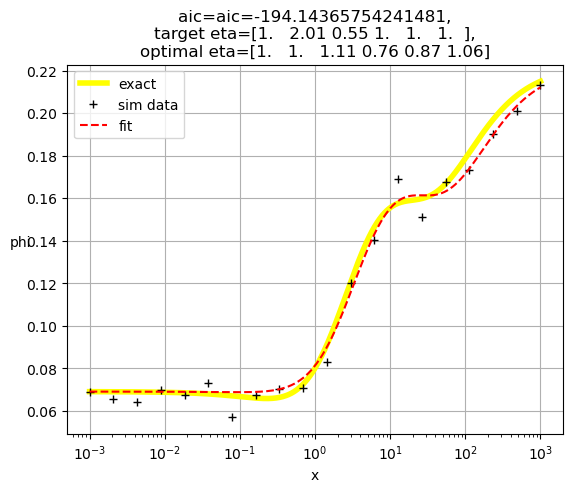 aic=aic=-194.14365754241481,
target eta=[1.   2.01 0.55 1.   1.   1.  ],
optimal eta=[1.   1.   1.11 0.76 0.87 1.06]
0.22
0.20
0.18
0.16
0.14
0.12
0.10
0.08
0.06
phi
exact
sim data
fit
10⁻³ 10⁻² 10⁻¹ 10⁰ 10¹ 10² 10³
x